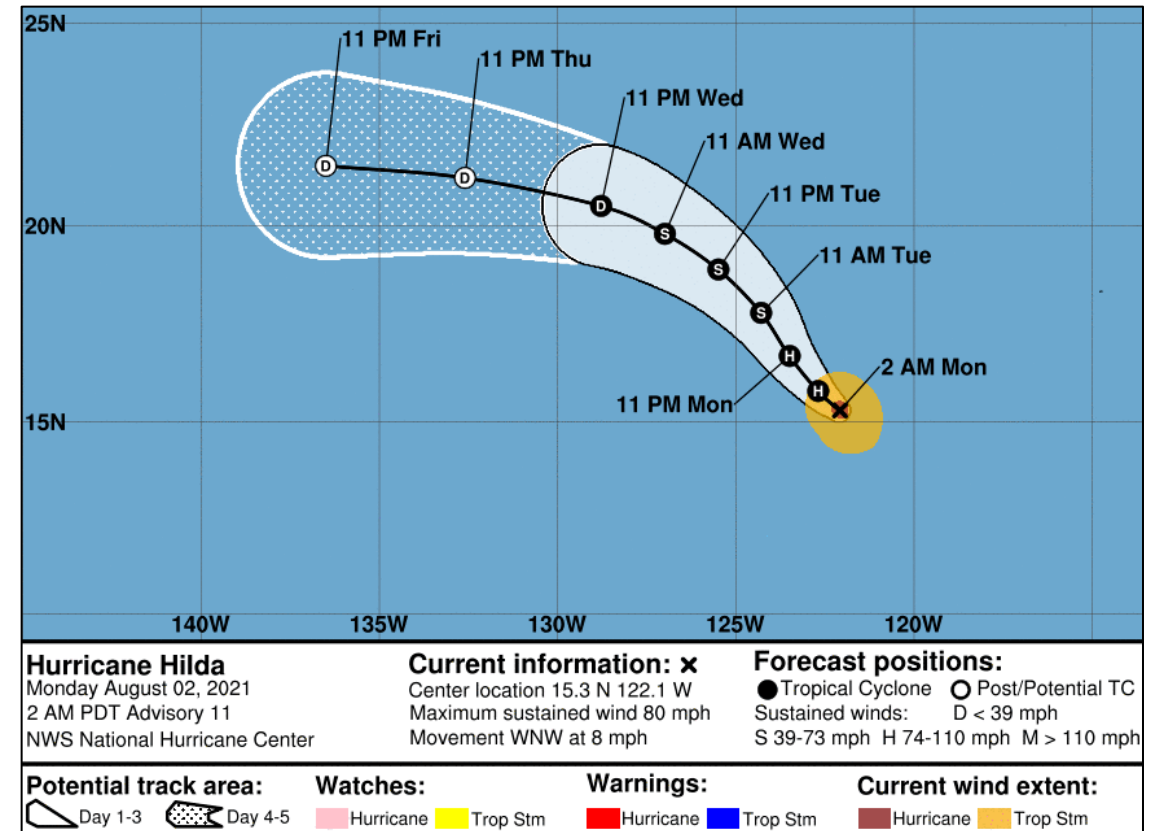 25N
11 PM Fri
11 PM Thu
11 PM Wed
11 AM Wed
11 PM Tue
11 AM Tue
2 AM Mon
11 PM Mon
20N
15N
D
D
D
S
S
S
H
H
140W 135W 130W 125W 120W
Hurricane Hilda
Monday August 02, 2021
2 AM PDT Advisory 11
NWS National Hurricane Center
Current information: ×
Center location 15.3 N 122.1 W
Maximum sustained wind 80 mph
Movement WNW at 8 mph
Forecast positions:
Tropical Cyclone Post/Potential TC
Sustained winds: D < 39 mph
S 39-73 mph H 74-110 mph M > 110 mph
Potential track area:
Day 1-3 Day 4-5
Watches:
Hurricane Trop Stm
Warnings:
Hurricane Trop Stm
Current wind extent:
Hurricane Trop Stm